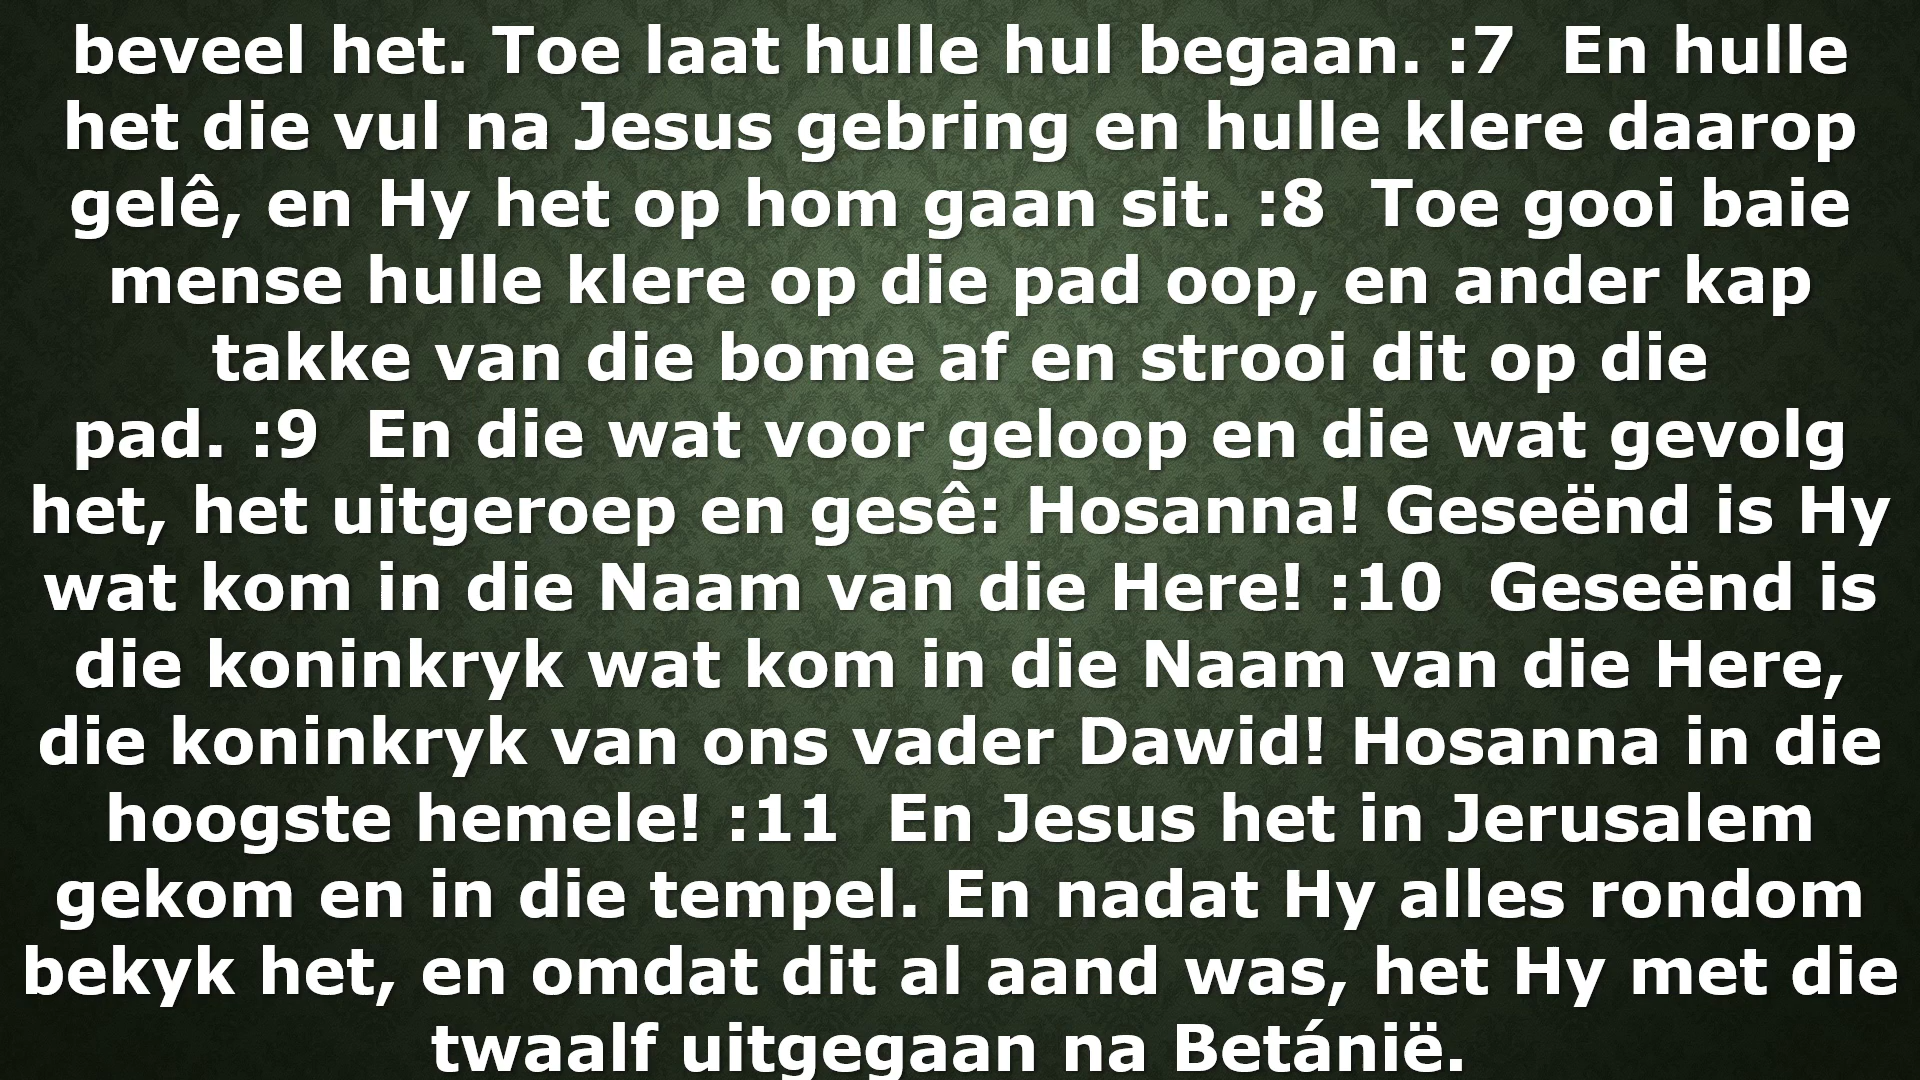 beveel het. Toe laat hulle hul begaan. :7  En hulle
het die vul na Jesus gebring en hulle klere daarop
gelê, en Hy het op hom gaan sit. :8  Toe gooi baie
mense hulle klere op die pad oop, en ander kap
takke van die bome af en strooi dit op die
pad. :9  En die wat voor geloop en die wat gevolg
het, het uitgeroep en gesê: Hosanna! Geseënd is Hy
wat kom in die Naam van die Here! :10  Geseënd is
die koninkryk wat kom in die Naam van die Here,
die koninkryk van ons vader Dawid! Hosanna in die
hoogste hemele! :11  En Jesus het in Jerusalem
gekom en in die tempel. En nadat Hy alles rondom
bekyk het, en omdat dit al aand was, het Hy met die
twaalf uitgegaan na Betánië.